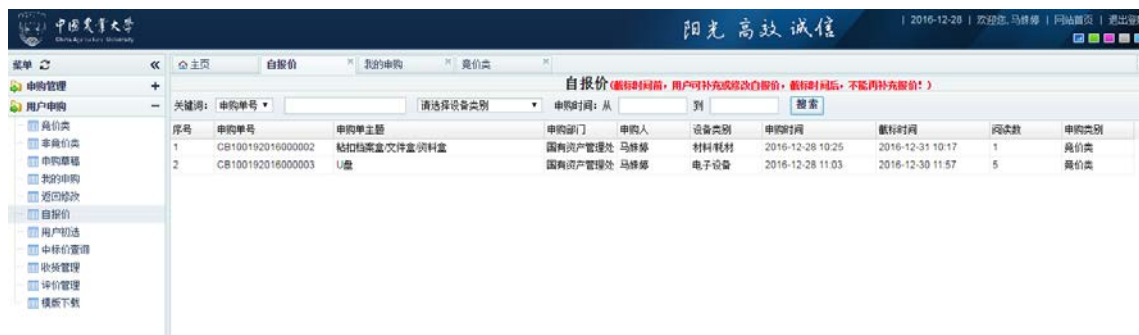 中国农业大学
China Agricultural University
阳光 高效 诚信
| 2016-12-28 | 欢迎您,马姝婷 | 网站首页 | 退出登
菜单
主页 自报价 我的申购 竞价类
申购管理
用户申购
竞价类
非竞价类
申购草稿
我的申购
返回修改
自报价
用户初选
中标价查询
收货管理
评价管理
模版下载
自报价(截标时间前,用户可补充或修改自报价,截标时间后,不能再补充报价!)
关键词: 申购单号 请选择设备类别 申购时间: 从 到 搜索
序号 申购单号 申购单主题 申购部门 申购人 设备类别 申购时间 截标时间 阅读数 申购类别
1 CB100192016000002 粘扣档案盒/文件盒/资料盒 国有资产管理处 材料/耗材 2016-12-28 10:25 2016-12-31 10:17 1 竞价类
2 CB100192016000003 U盘 国有资产管理处 电子设备 2016-12-28 11:03 2016-12-30 11:57 5 竞价类